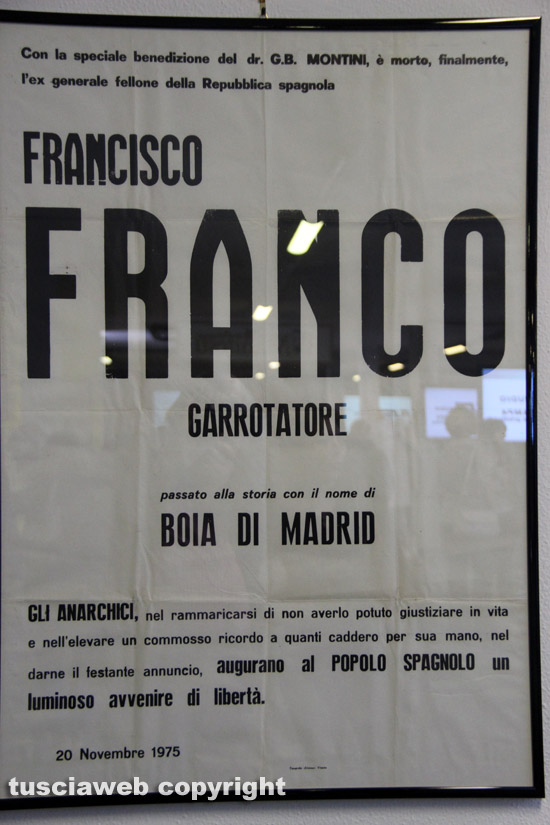 Con la speciale benedizione del dr. G.B. MONTINI, è morto, finalmente,
l'ex generale fellone della Repubblica spagnola
FRANCISCO
FRANCO
GARROTATORE
passato alla storia con il nome di
BOIA DI MADRID
GLI ANARCHICI, nel rammaricarsi di non averlo potuto giustiziare in vita
e nell'elevare un commosso ricordo a quanti caddero per sua mano, nel
darne il festante annuncio, augurano al POPOLO SPAGNOLO un
luminoso avvenire di libertà.
20 Novembre 1975
tusciaweb copyright